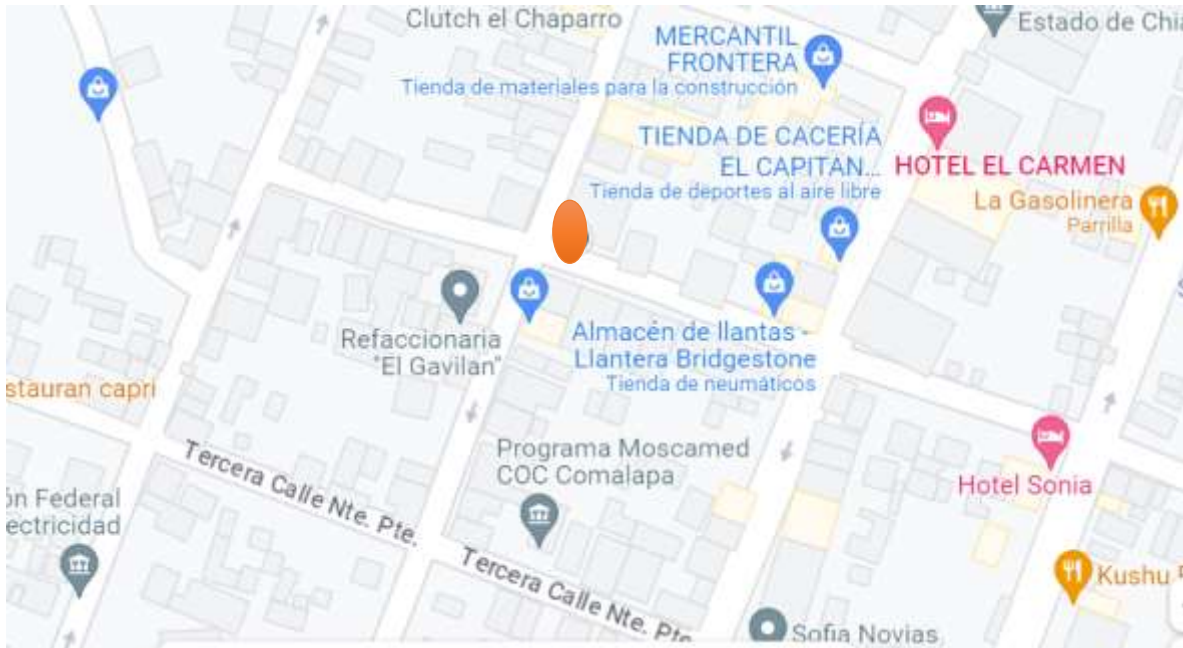 Clutch el Chaparro
Estado de Chia
MERCANTIL
FRONTERA
Tienda de materiales para la construcción
TIENDA DE CACERÍA
EL CAPITAN...
Tienda de deportes al aire libre
HOTEL EL CARMEN
La Gasolinera
Parrilla
Refaccionaria
"El Gavilan"
Almacén de llantas -
Llantera Bridgestone
Tienda de neumáticos
stauran capri
Tercera Calle Nte. Pte.
Programa Moscamed
COC Comalapa
Hotel Sonia
ón Federal
ectricidad
Tercera Calle Nte. Pte
Kushu
Sofia Novias